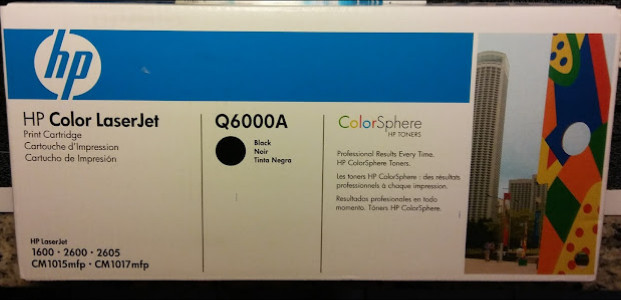 hp
HP Color LaserJet
Print Cartridge
Cartouche d'Impression
Cartucho de Impresión
HP LaserJet
1600 · 2600 · 2605
CM1015mfp · CM1017mfp
Q6000A
Black
Noir
Tinta Negra
ColorSphere
HP TONERS
Professional Results Every Time.
HP ColorSphere Toners.
Les toners HP ColorSphere : des résultats
professionnels à chaque impression.
Resultados profesionales en todo
momento. Tóners HP ColorSphere.